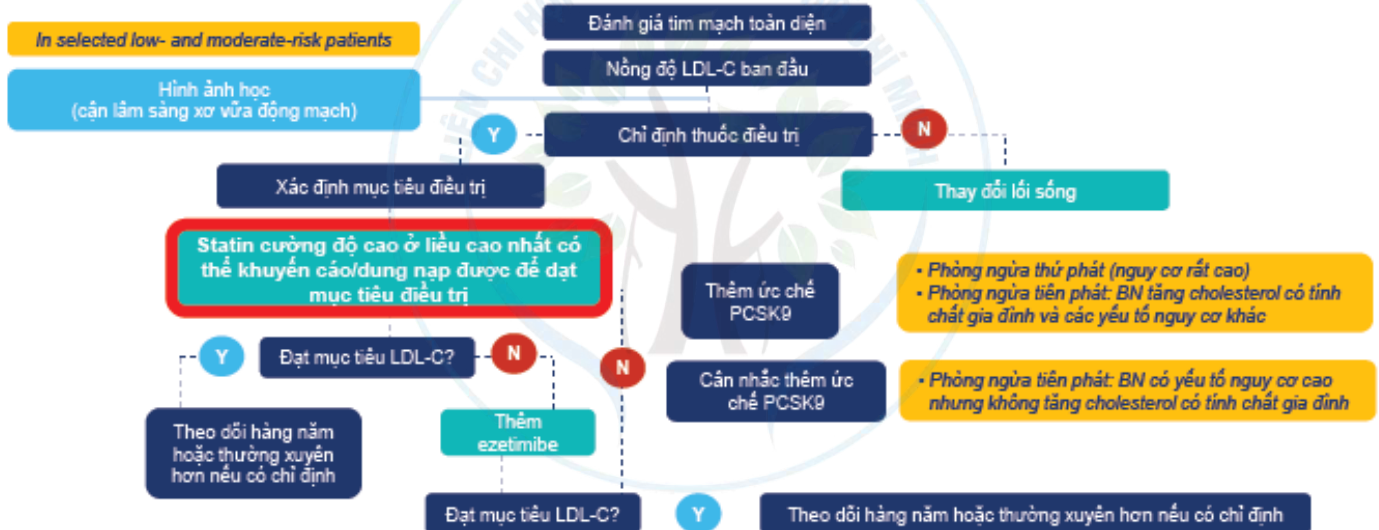 Đánh giá tim mạch toàn diện
In selected low- and moderate-risk patients
Nồng độ LDL-C ban đầu
Hình ảnh học
(cận lâm sàng xơ vữa động mạch)
Y
Chỉ định thuốc điều trị
N
Xác định mục tiêu điều trị
Thay đổi lối sống
Statin cường độ cao ở liều cao nhất có
thể khuyến cáo/dung nạp được để dạt
mục tiêu điều trị
Thêm ức chế
PCSK9
• Phòng ngừa thứ phát (nguy cơ rất cao)
• Phòng ngừa tiên phát: BN tăng cholesterol có tính
chất gia đình và các yếu tố nguy cơ khác
Y
Đạt mục tiêu LDL-C?
N
N
Cân nhắc thêm ức
chế PCSK9
• Phòng ngừa tiên phát: BN có yếu tố nguy cơ cao
nhưng không tăng cholesterol có tính chất gia đình
Theo dõi hàng năm
hoặc thường xuyên
hơn nếu có chỉ định
Thêm
ezetimibe
Đạt mục tiêu LDL-C?
Y
Theo dõi hàng năm hoặc thường xuyên hơn nếu có chỉ định
LIÊN CHI H
HÍ MINH